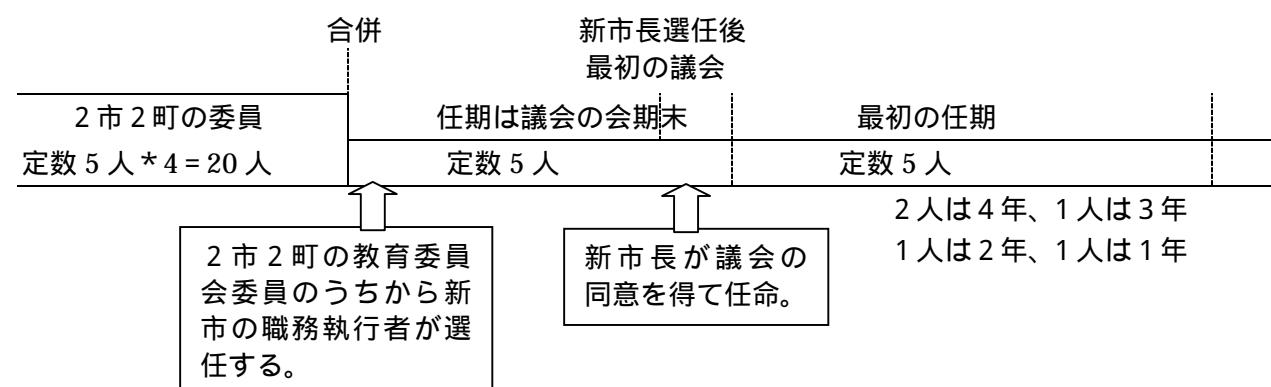 合併
新市長選任後
最初の議会
2市2町の委員
任期は議会の会期末
最初の任期
定数5人*4=20人
定数5人
定数5人
2人は4年、1人は3年
1人は2年、1人は1年
2市2町の教育委員
会委員のうちから新
市の職務執行者が選
任する。
新市長が議会の
同意を得て任命。